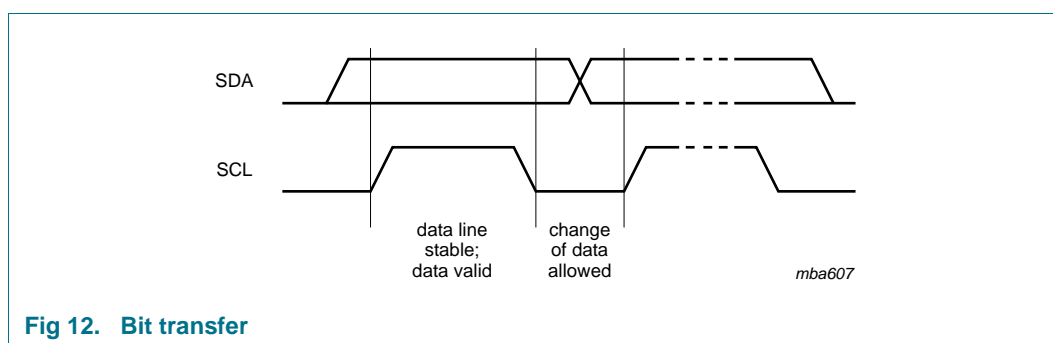 SDA
SCL
data line
stable;
data valid
change
of data
allowed
mba607
Fig 12. Bit transfer